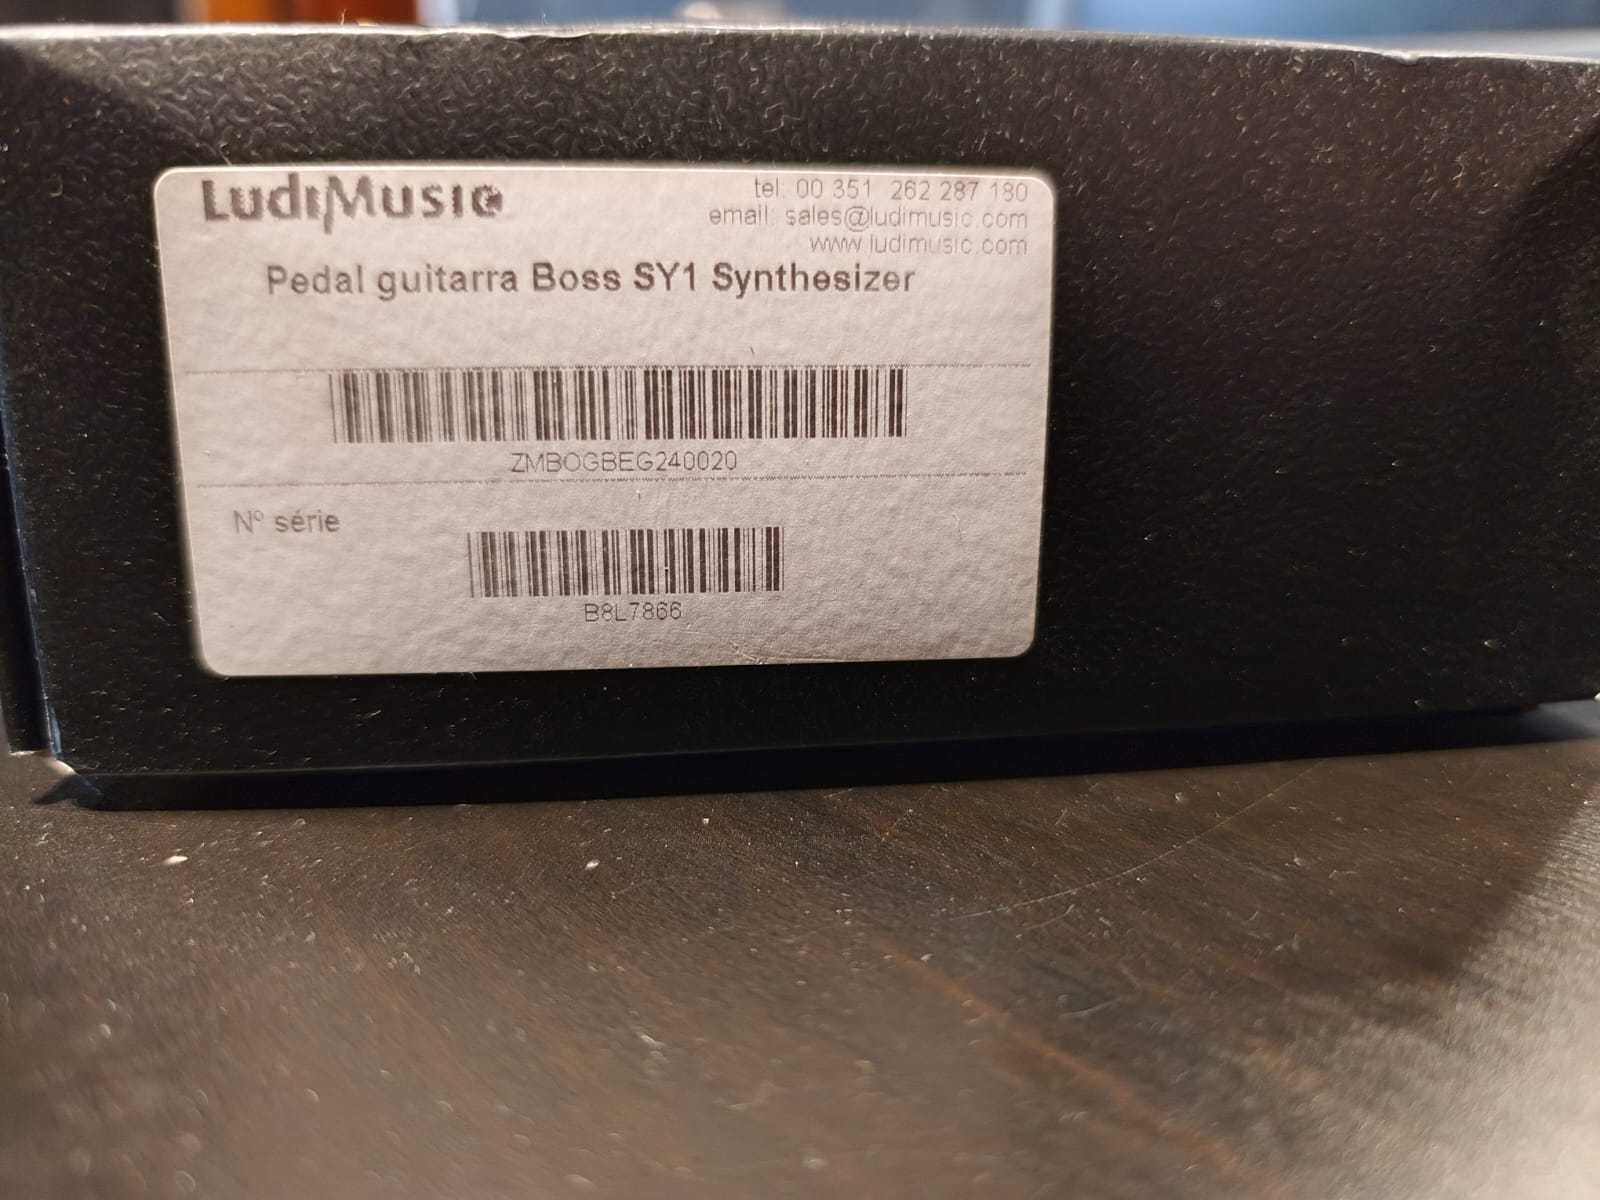 LudiMusic
tel: 00 351 262 287 180
email: sales@ludimusic.com
www.ludimusic.com
Pedal guitarra Boss SY1 Synthesizer
ZMBOGBEG240020
Nº série
B8L7866